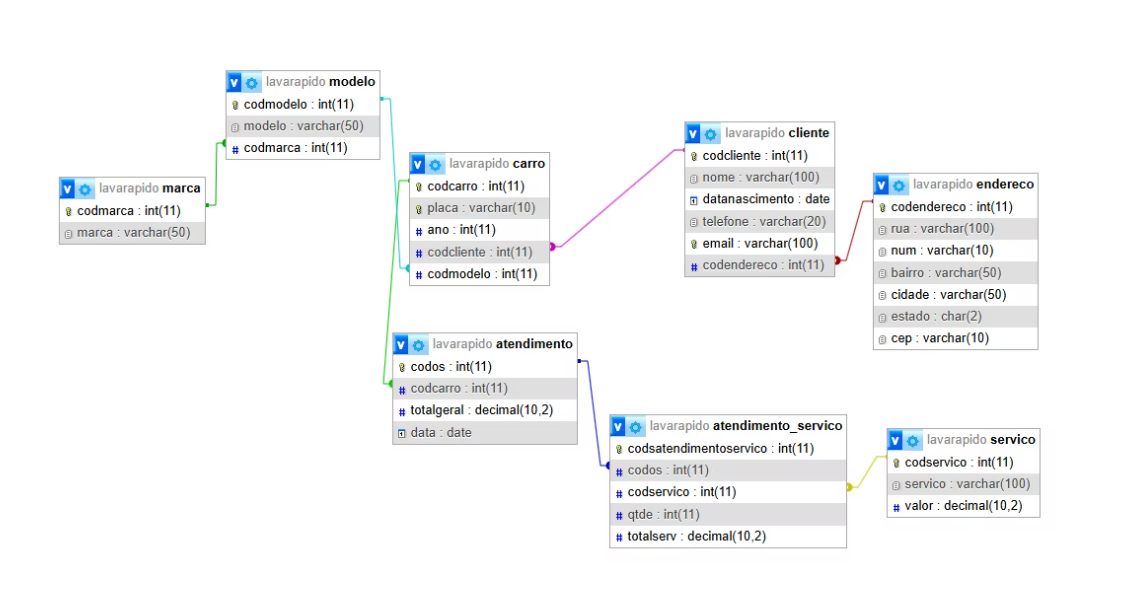 lavarapido modelo
codmodelo : int(11)
modelo : varchar(50)
codmarca : int(11)
lavarapido marca
codmarca : int(11)
marca : varchar(50)
lavarapido carro
codcarro : int(11)
placa : varchar(10)
ano : int(11)
codcliente : int(11)
codmodelo : int(11)
lavarapido cliente
codcliente : int(11)
nome : varchar(100)
datanascimento : date
telefone : varchar(20)
email : varchar(100)
codendereco : int(11)
lavarapido endereco
codendereco : int(11)
rua : varchar(100)
num : varchar(10)
bairro : varchar(50)
cidade : varchar(50)
estado : char(2)
cep : varchar(10)
lavarapido atendimento
codos : int(11)
codcarro : int(11)
totalgeral : decimal(10,2)
data : date
lavarapido atendimento_servico
codsatendimentoservico : int(11)
codos : int(11)
codservico : int(11)
qtde : int(11)
totalserv : decimal(10,2)
lavarapido servico
codservico : int(11)
servico : varchar(100)
valor : decimal(10,2)